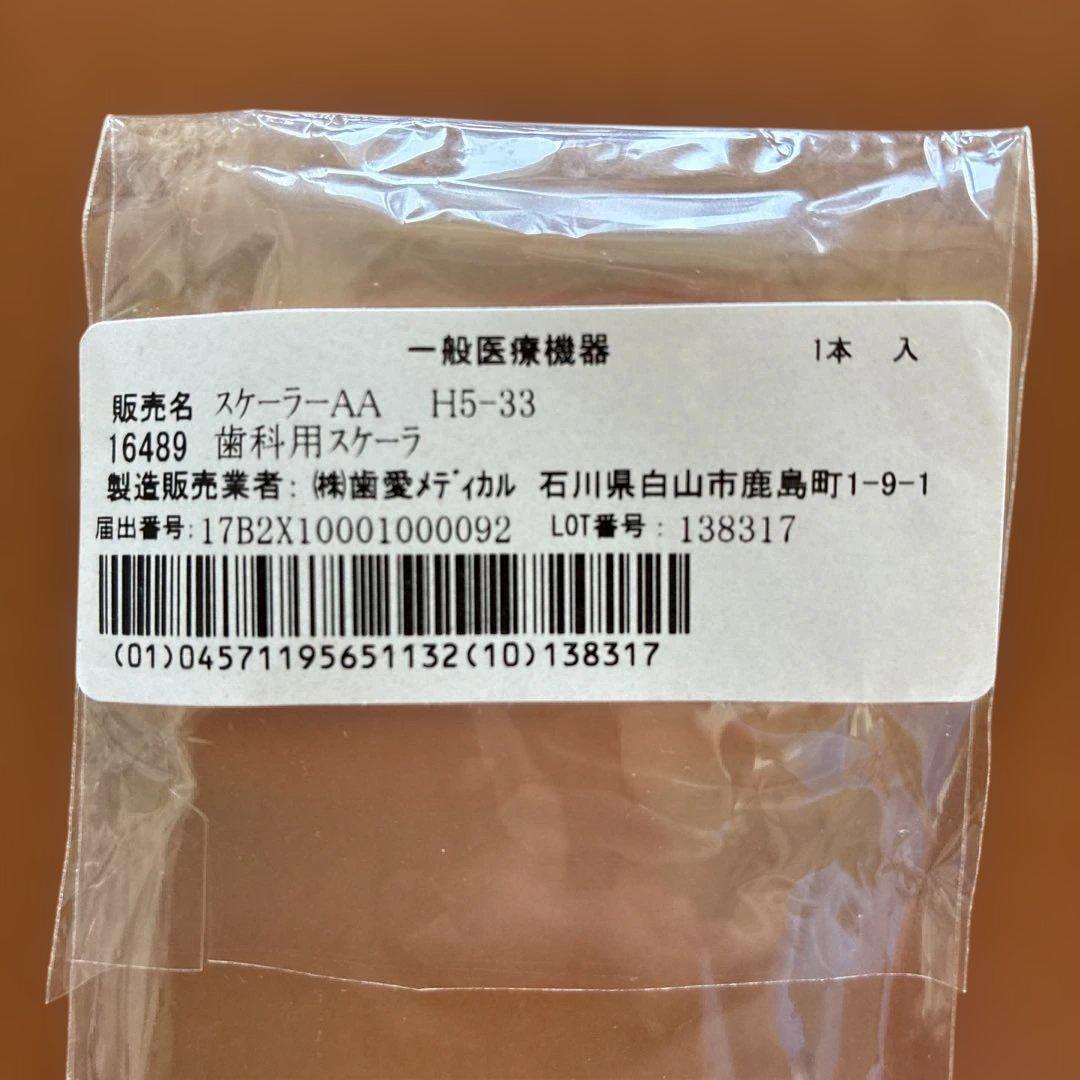 一般医療機器 1本 入
販売名 スケーラーAA H5-33
16489 歯科用スケーラ
製造販売業者: ㈱歯愛メディカル 石川県白山市鹿島町1-9-1
届出番号: 17B2X10001000092 LOT番号: 138317
(01)04571195651132(10)138317